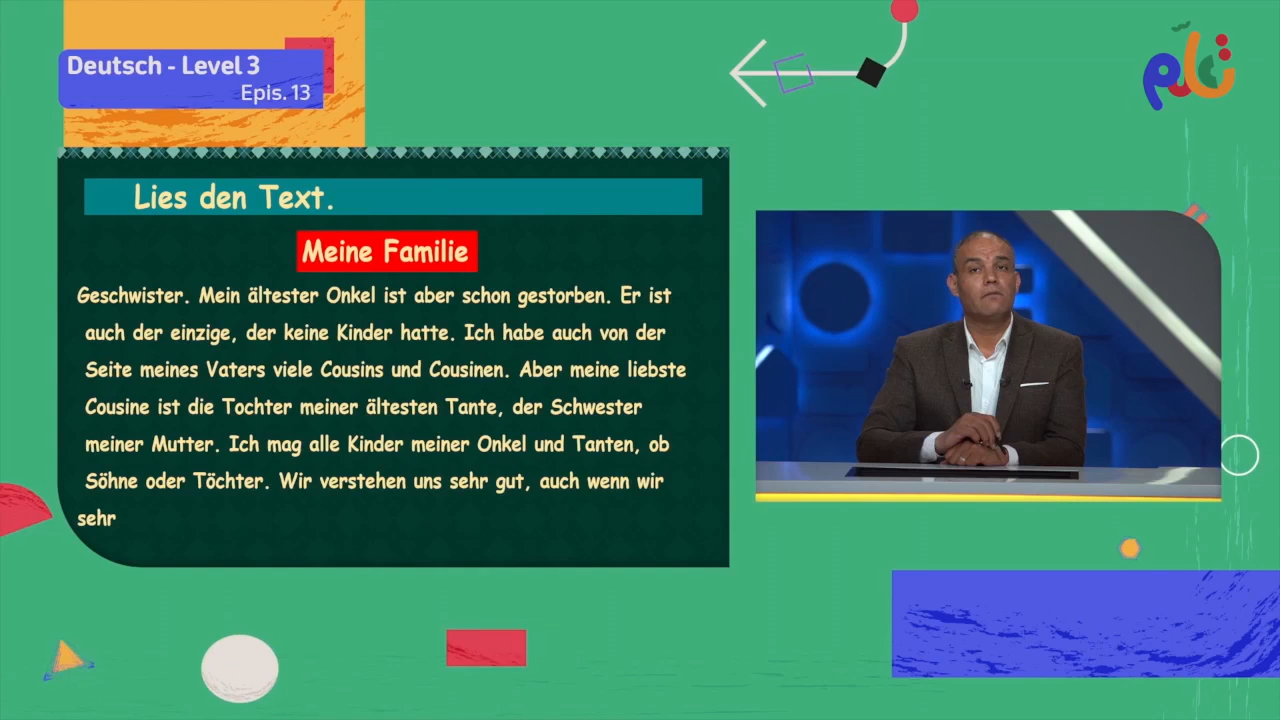 Deutsch - Level 3
Epis. 13
Lies den Text.
Meine Familie
Geschwister. Mein ältester Onkel ist aber schon gestorben. Er ist
auch der einzige, der keine Kinder hatte. Ich habe auch von der
Seite meines Vaters viele Cousins und Cousinen. Aber meine liebste
Cousine ist die Tochter meiner ältesten Tante, der Schwester
meiner Mutter. Ich mag alle Kinder meiner Onkel und Tanten, ob
Söhne oder Töchter. Wir verstehen uns sehr gut, auch wenn wir
sehr